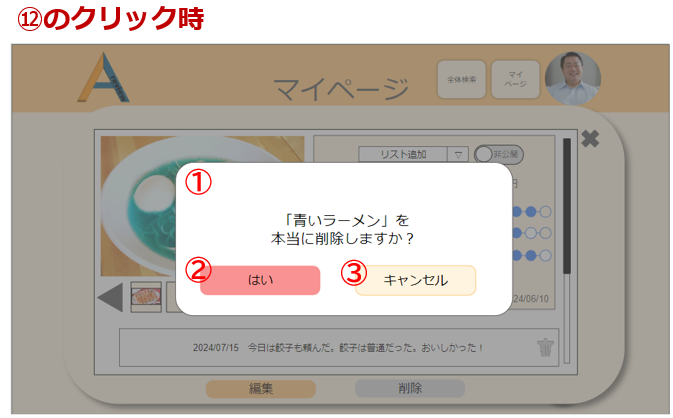 ⑫のクリック時
マイページ
全体検索
マイ
ページ
リスト追加 ▽
非公開
①
円
「青いラーメン」を
本当に削除しますか？
② はい
③ キャンセル
24/06/10
2024/07/15 今日は餃子も頼んだ。餃子は普通だった。おいしかった！
編集
削除